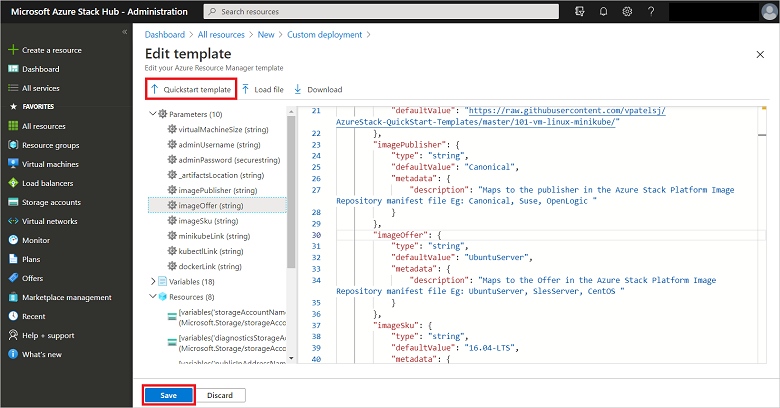 Microsoft Azure Stack Hub - Administration
Search resources
«
Create a resource
Dashboard
All services
FAVORITES
All resources
Resource groups
Virtual machines
Load balancers
Storage accounts
Virtual networks
Monitor
Plans
Offers
Marketplace management
Recent
Help + support
What's new
Dashboard > All resources > New > Custom deployment >
Edit template
Edit your Azure Resource Manager template
Quickstart template Load file Download
Parameters (10)
virtualMachineSize (string)
adminUsername (string)
adminPassword (securestring)
_artifactsLocation (string)
imagePublisher (string)
imageOffer (string)
imageSku (string)
minikubeLink (string)
kubectlLink (string)
dockerLink (string)
Variables (18)
Resources (8)
[variables('storageAccountName
(Microsoft.Storage/storageAcco
[variables('diagnosticsStorageAc
(Microsoft.Storage/storageAcco
[variables('publicIpAddressName
21 "defaultValue": "https://raw.githubusercontent.com/vpatelsj/
AzureStack-QuickStart-Templates/master/101-vm-linux-minikube/"
22 },
23 "imagePublisher": {
24 "type": "string",
25 "defaultValue": "Canonical",
26 "metadata": {
27 "description": "Maps to the publisher in the Azure Stack Platform Image
Repository manifest file Eg: Canonical, Suse, OpenLogic "
28 }
29 },
30 "imageOffer": {
31 "type": "string",
32 "defaultValue": "UbuntuServer",
33 "metadata": {
34 "description": "Maps to the Offer in the Azure Stack Platform Image
Repository manifest file Eg: UbuntuServer, SlesServer, CentOS "
35 }
36 },
37 "imageSku": {
38 "type": "string",
39 "defaultValue": "16.04-LTS",
40 "metadata": {
Save Discard